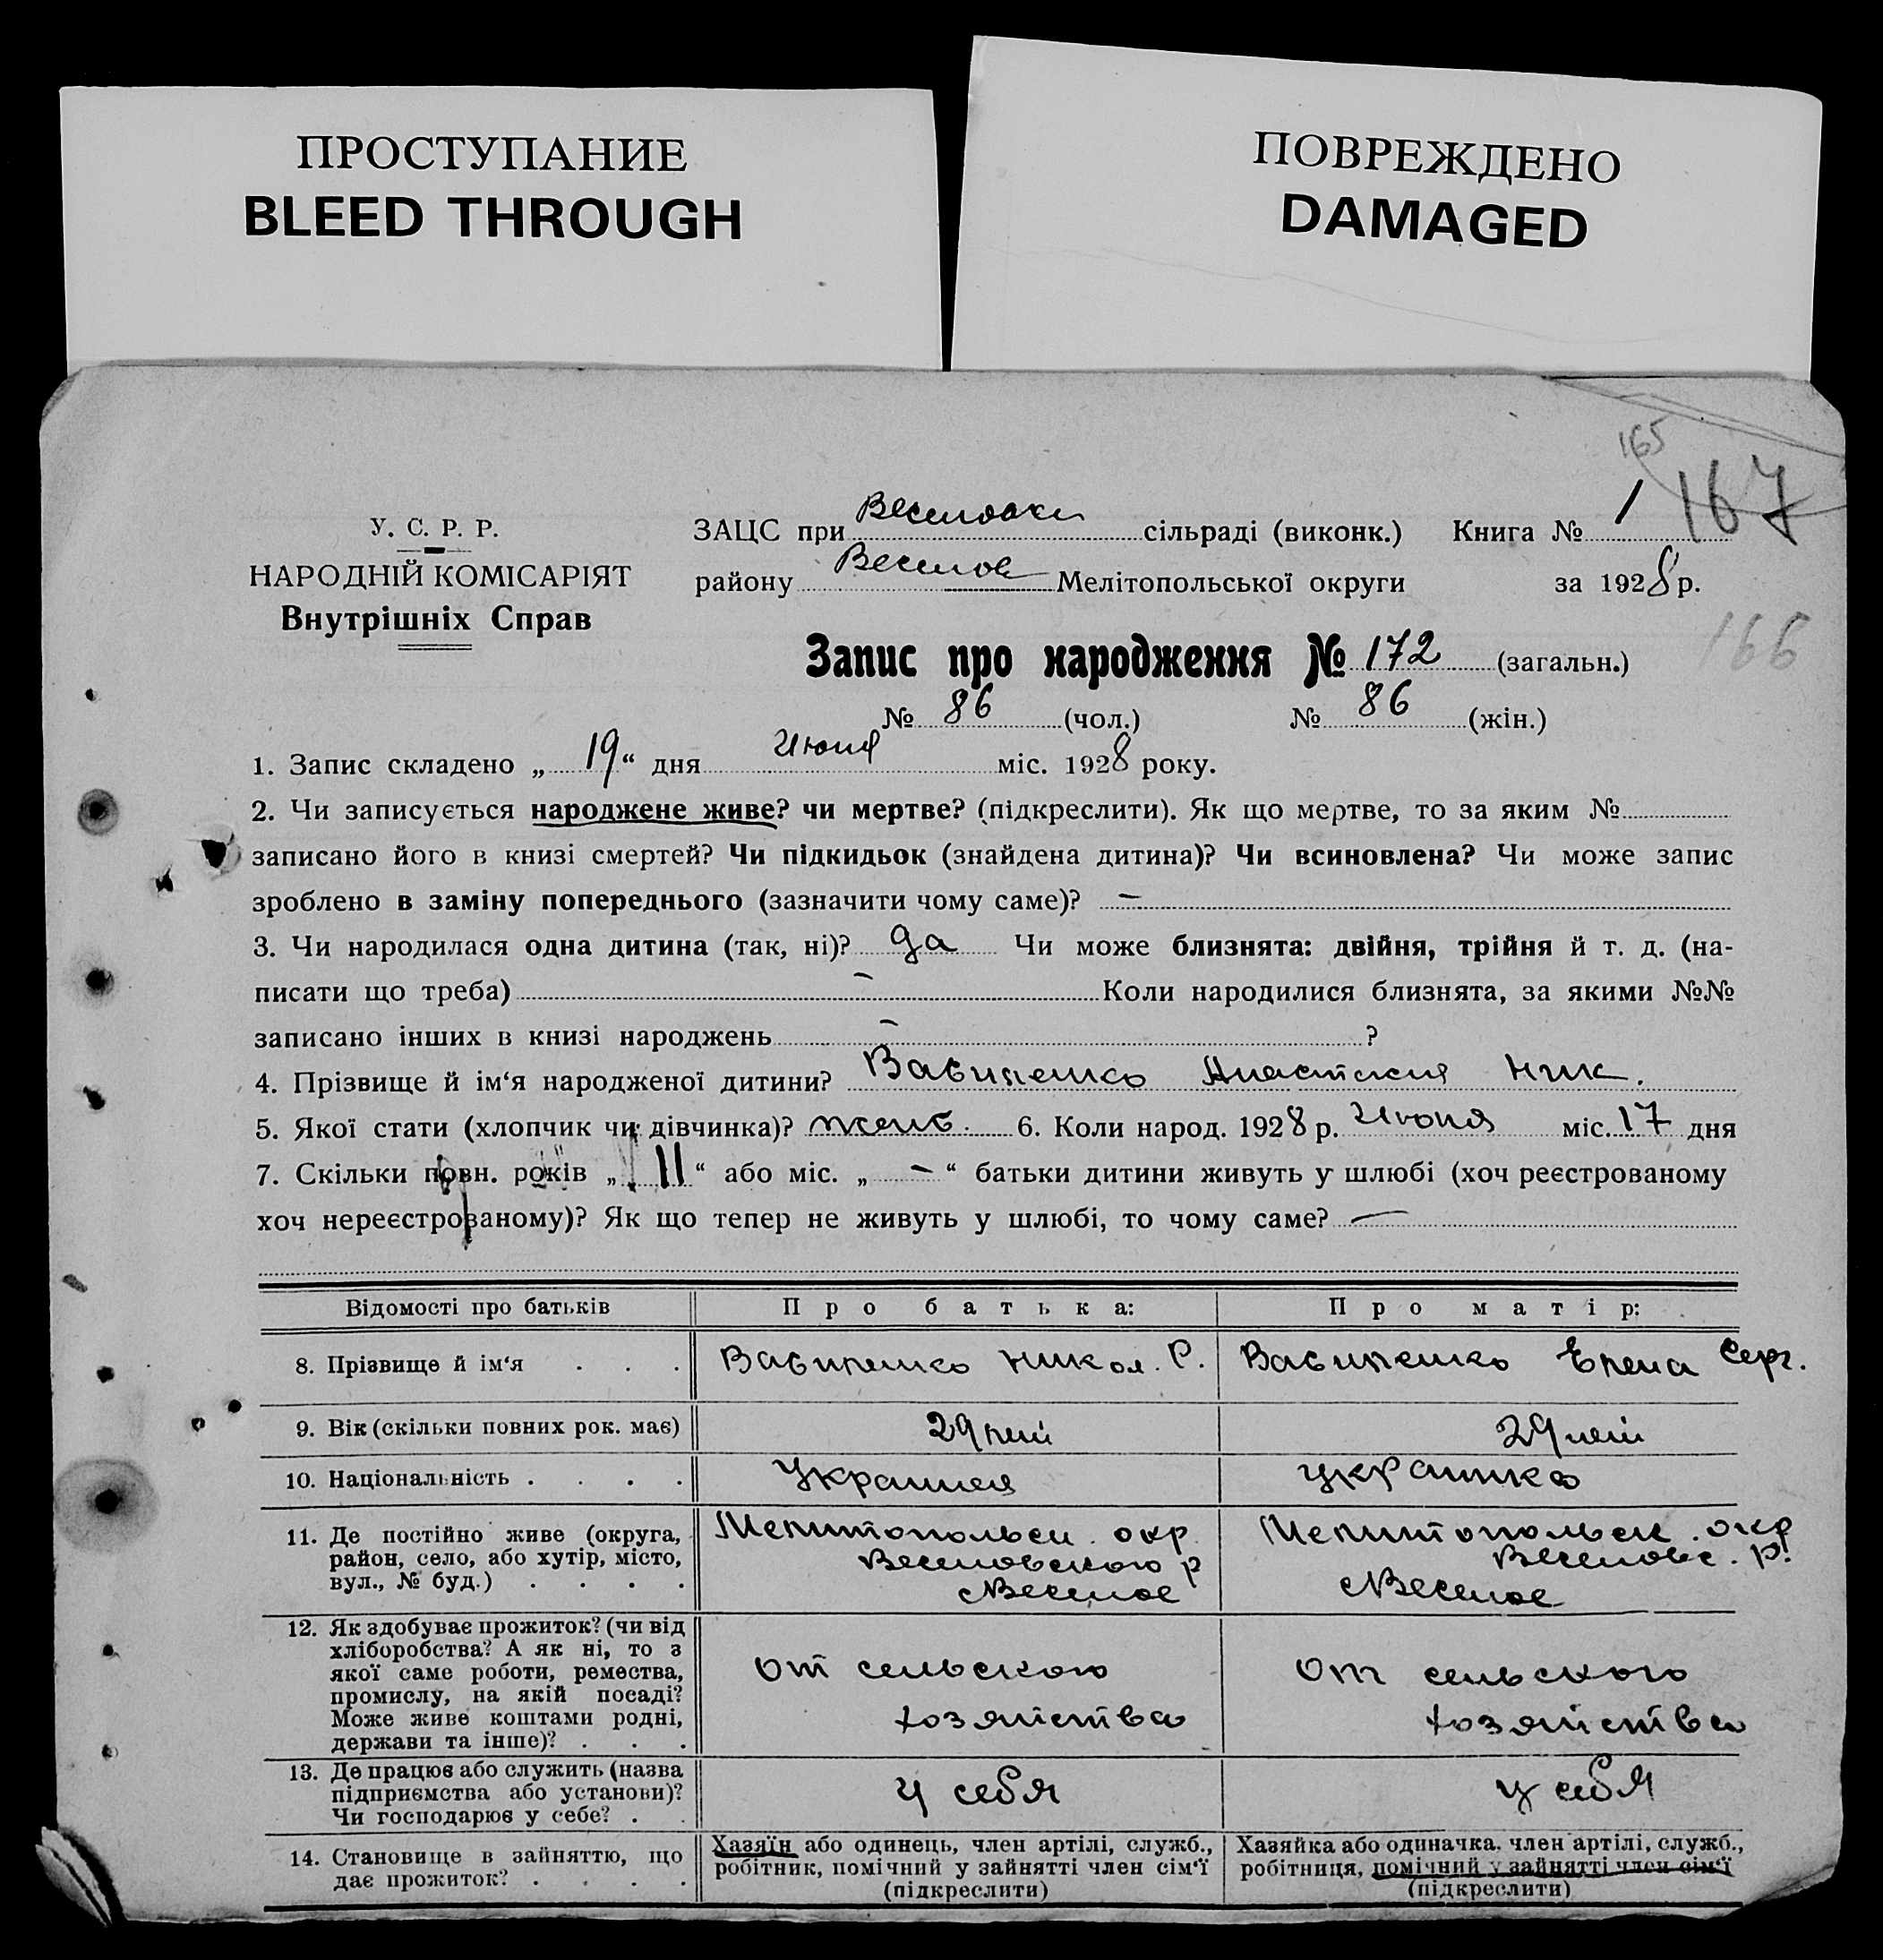 ПРОСТУПАНИЕ
BLEED THROUGH
ПОВРЕЖДЕНО
DAMAGED
165
167
У. С. Р. Р.
НАРОДНІЙ КОМІСАРІЯТ
Внутрішніх Справ
ЗАЦС при сільраді (виконк.) Книга № 1
району Весенов Мелітопольської округи за 1928 р.
166
Запис про народження № 172 (загальн.)
№ 86 (чол.) № 86 (жін.)
1. Запис складено „ 19 “ дня Июня міс. 1928 року.
2. Чи записується народжене живе? чи мертве? (підкреслити). Як що мертве, то за яким №
записано його в книзі смертей? Чи підкидьок (знайдена дитина)? Чи всиновлена? Чи може запис
зроблено в заміну попереднього (зазначити чому саме)? —
3. Чи народилася одна дитина (так, ні)? да Чи може близнята: двійня, трійня й т. д. (на-
писати що треба) — Коли народилися близнята, за якими №№
записано інших в книзі народжень — ?
4. Прізвище й ім‘я народженої дитини? Анастасия Ник.
5. Якої стати (хлопчик чи дівчинка)? женс. 6. Коли народ. 1928 р. Июня міс. 17 дня
7. Скільки повн. років „ 11 “ або міс. „ — “ батьки дитини живуть у шлюбі (хоч реєстрованому
хоч нереєстрованому)? Як що тепер не живуть у шлюбі, то чому саме? —
Відомості про батьків Про батька: Про матір:
8. Прізвище й ім‘я . . . Никол. С. Елена Серг.
9. Вік (скільки повних рок. має) 29 лет 29 лет
10. Національність . . . . Украинец украинка
11. Де постійно живе (округа,
район, село, або хутір, місто,
вул., № буд.) . . . .
Мелитопольск. окр.
Веселовского р
с Веселое
Мелитопольск. окр
Веселовс. р.
с Веселое
12. Як здобуває прожиток? (чи від
хліборобства? А як ні, то з
якої саме роботи, ремества,
промислу, на якій посаді?
Може живе коштами родні,
держави та інше)? . . .
от сельского
хозяйства
от сельского
хозяйства
13. Де працює або служить (назва
підприємства або установи)?
Чи господарює у себе? . .
у себя
у себя
14. Становище в зайняттю, що
дає прожиток? . . . .
Хазяїн або одинець, член артілі, служб.,
робітник, помічний у зайнятті член сім‘ї
(підкреслити)
Хазяйка або одиначка, член артілі, служб.,
робітниця, помічний у зайнятті член сім‘ї
(підкреслити)